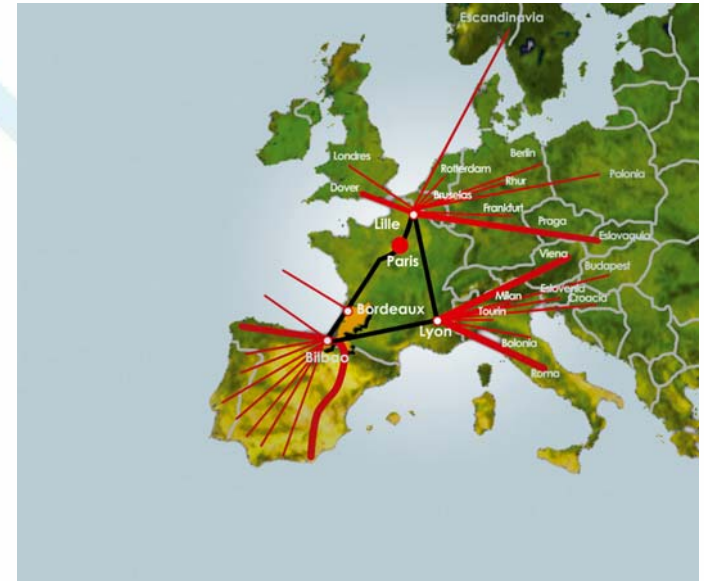 Escandinavia
Londres
Rotterdam
Berlin
Dover
Bruselas
Rhur
Polonia
Lille
Frankfurt
Praga
Eslovaquia
Paris
Viena
Budapest
Milan
Eslovenia
Croacia
Bordeaux
Tourin
Lyon
Bilbao
Bolonia
Roma